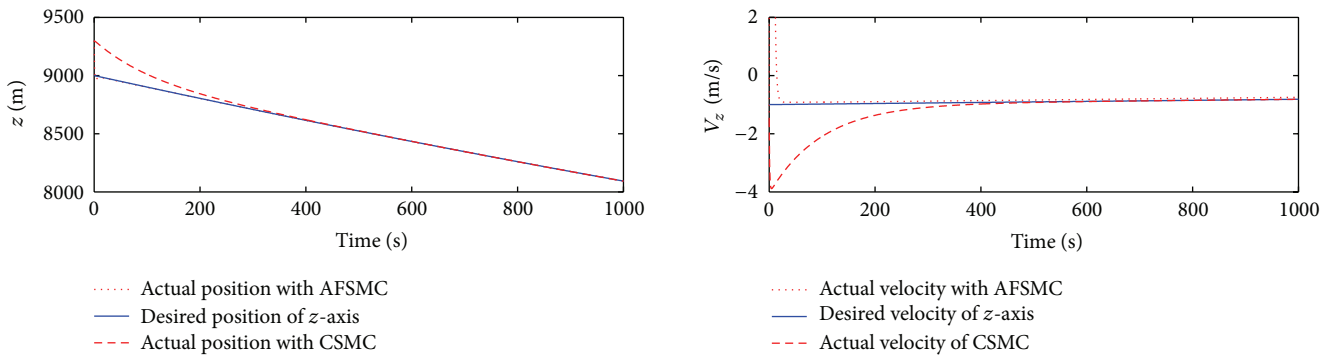 9500
9000
8500
8000
z (m)
0 200 400 600 800 1000
Time (s)
Actual position with AFSMC
Desired position of z-axis
Actual position with CSMC
2
0
−2
−4
Vz (m/s)
0 200 400 600 800 1000
Time (s)
Actual velocity with AFSMC
Desired velocity of z-axis
Actual velocity of CSMC